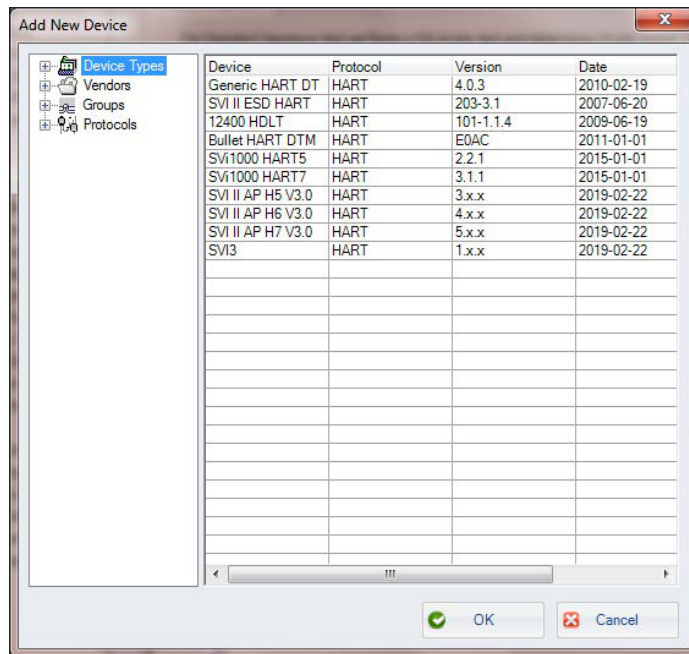 Add New Device
Device Types
Vendors
Groups
Protocols
Device Protocol Version Date
Generic HART DT HART 4.0.3 2010-02-19
SVI II ESD HART HART 203-3.1 2007-06-20
12400 HDLT HART 101-1.1.4 2009-06-19
Bullet HART DTM HART E0AC 2011-01-01
SVi1000 HART5 HART 2.2.1 2015-01-01
SVi1000 HART7 HART 3.1.1 2015-01-01
SVI II AP H5 V3.0 HART 3.x.x 2019-02-22
SVI II AP H6 V3.0 HART 4.x.x 2019-02-22
SVI II AP H7 V3.0 HART 5.x.x 2019-02-22
SVI3 HART 1.x.x 2019-02-22
OK
Cancel